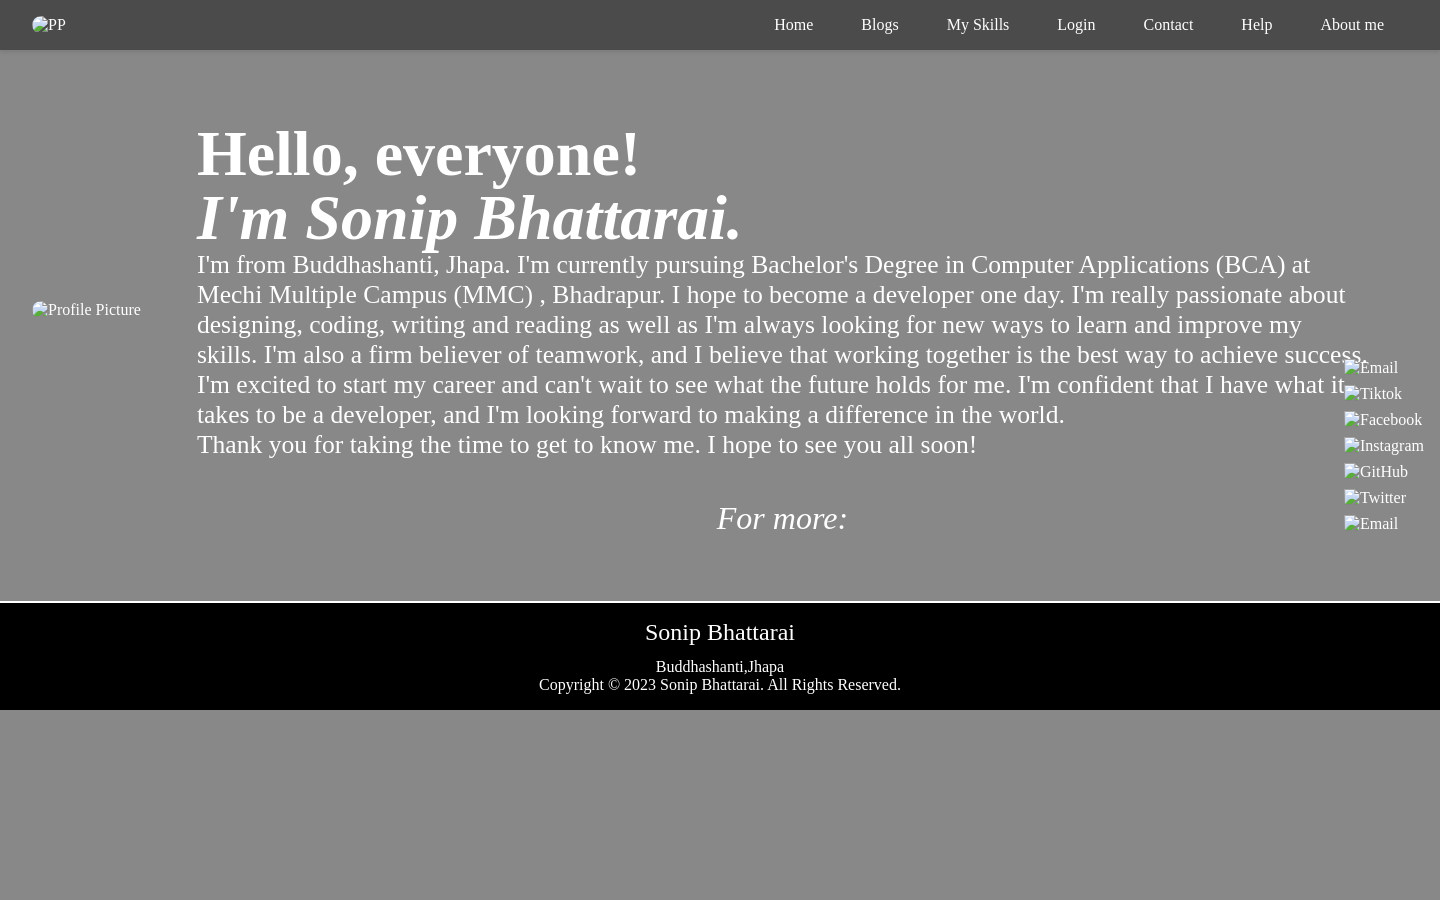 PP
Home
Blogs
My Skills
Login
Contact
Help
About me
Hello, everyone!
I'm Sonip Bhattarai.
I'm from Buddhashanti, Jhapa. I'm currently pursuing Bachelor's Degree in Computer Applications (BCA) at
Mechi Multiple Campus (MMC) , Bhadrapur. I hope to become a developer one day. I'm really passionate about
designing, coding, writing and reading as well as I'm always looking for new ways to learn and improve my
skills. I'm also a firm believer of teamwork, and I believe that working together is the best way to achieve success.
I'm excited to start my career and can't wait to see what the future holds for me. I'm confident that I have what it
takes to be a developer, and I'm looking forward to making a difference in the world.
Thank you for taking the time to get to know me. I hope to see you all soon!
Profile Picture
For more:
Email
Tiktok
Facebook
Instagram
GitHub
Twitter
Email
Sonip Bhattarai
Buddhashanti,Jhapa
Copyright © 2023 Sonip Bhattarai. All Rights Reserved.